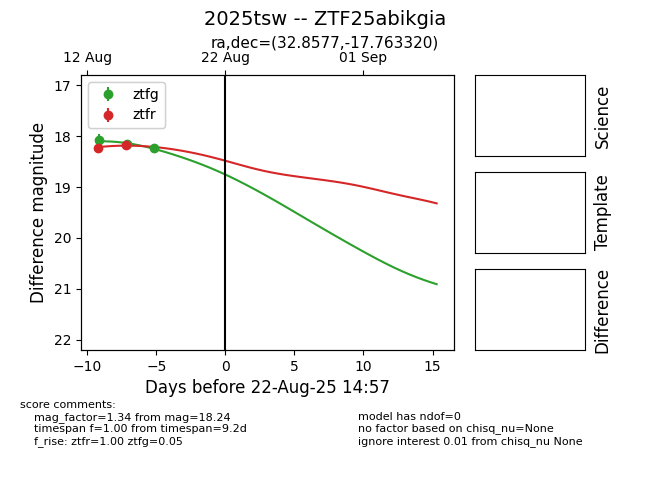 2025tsw -- ZTF25abikgia
ra,dec=(32.8577,-17.763320)
12 Aug 22 Aug 01 Sep
17
18
19
20
21
22
Difference magnitude
ztfg
ztfr
Science
Template
Difference
−10 −5 0 5 10 15
Days before 22-Aug-25 14:57
score comments:
mag_factor=1.34 from mag=18.24
timespan f=1.00 from timespan=9.2d
f_rise: ztfr=1.00 ztfg=0.05
model has ndof=0
no factor based on chisq_nu=None
ignore interest 0.01 from chisq_nu None